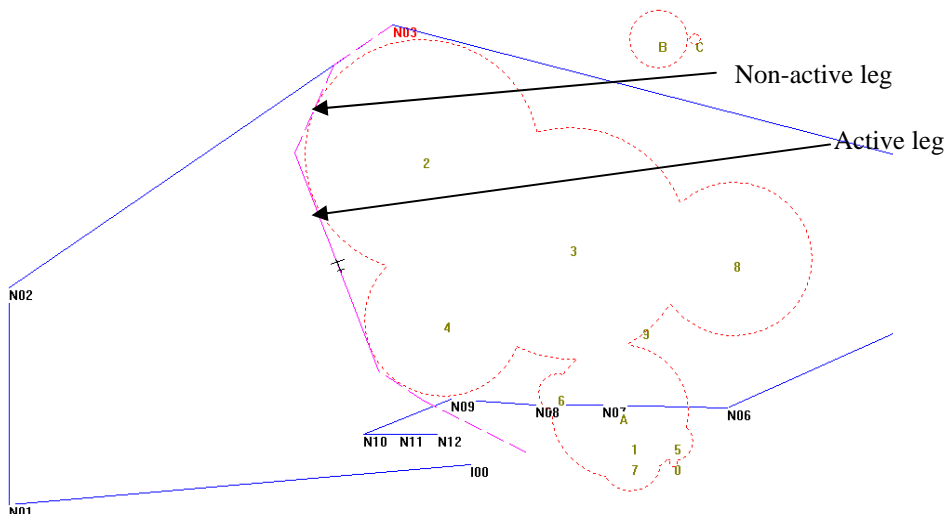 N03
B C
Non-active leg
Active leg
2
3
8
N02
4
9
6
N09
N08
N07
N06
A
N10 N11 N12
1 5
I00
7 0
N01